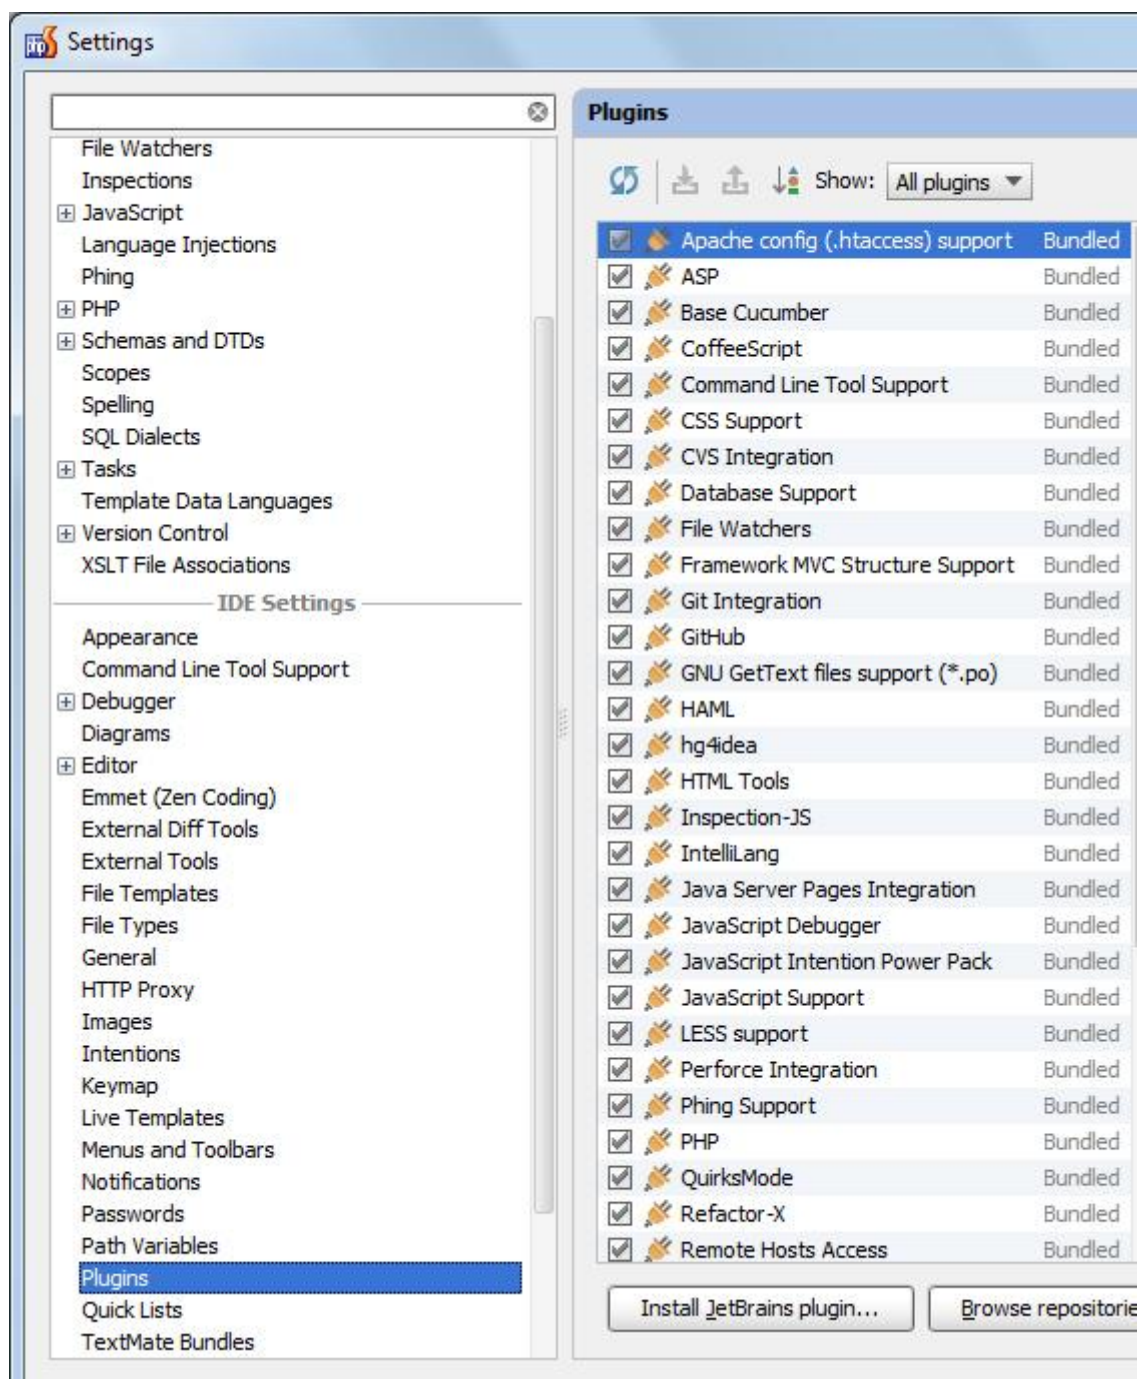 Settings
File Watchers
Inspections
JavaScript
Language Injections
Phing
PHP
Schemas and DTDs
Scopes
Spelling
SQL Dialects
Tasks
Template Data Languages
Version Control
XSLT File Associations
IDE Settings
Appearance
Command Line Tool Support
Debugger
Diagrams
Editor
Emmet (Zen Coding)
External Diff Tools
External Tools
File Templates
File Types
General
HTTP Proxy
Images
Intentions
Keymap
Live Templates
Menus and Toolbars
Notifications
Passwords
Path Variables
Plugins
Quick Lists
TextMate Bundles
Plugins
Show: All plugins
Apache config (.htaccess) support Bundled
ASP Bundled
Base Cucumber Bundled
CoffeeScript Bundled
Command Line Tool Support Bundled
CSS Support Bundled
CVS Integration Bundled
Database Support Bundled
File Watchers Bundled
Framework MVC Structure Support Bundled
Git Integration Bundled
GitHub Bundled
GNU GetText files support (*.po) Bundled
HAML Bundled
hg4idea Bundled
HTML Tools Bundled
Inspection-JS Bundled
IntelliLang Bundled
Java Server Pages Integration Bundled
JavaScript Debugger Bundled
JavaScript Intention Power Pack Bundled
JavaScript Support Bundled
LESS support Bundled
Perforce Integration Bundled
Phing Support Bundled
PHP Bundled
QuirksMode Bundled
Refactor-X Bundled
Remote Hosts Access Bundled
Install JetBrains plugin... Browse repositorie